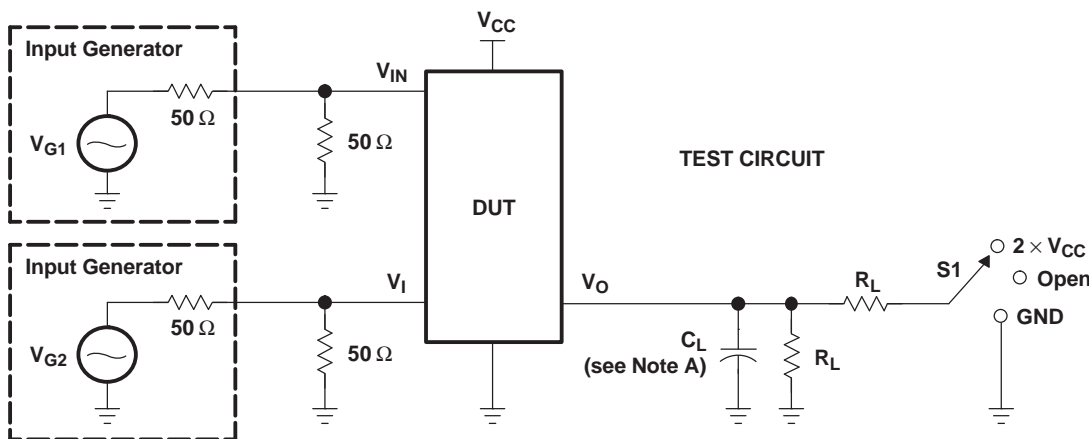 VCC
Input Generator
VIN
50 Ω
VG1
50 Ω
TEST CIRCUIT
DUT
Input Generator
VI
VO
50 Ω
VG2
50 Ω
CL
(see Note A)
RL
RL
S1
2 × VCC
Open
GND